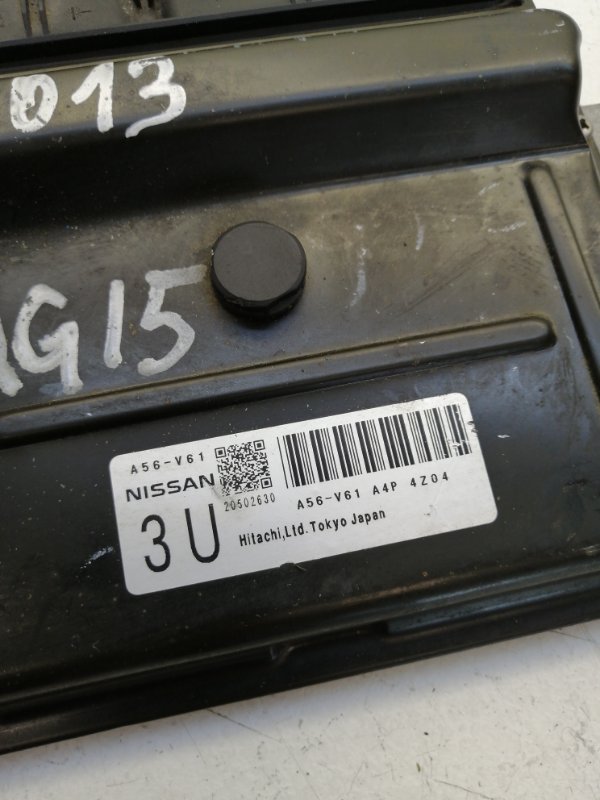 013
G15
A56-V61
NISSAN
20502630
A56-V61 A4P 4Z04
3U
Hitachi,Ltd.Tokyo Japan